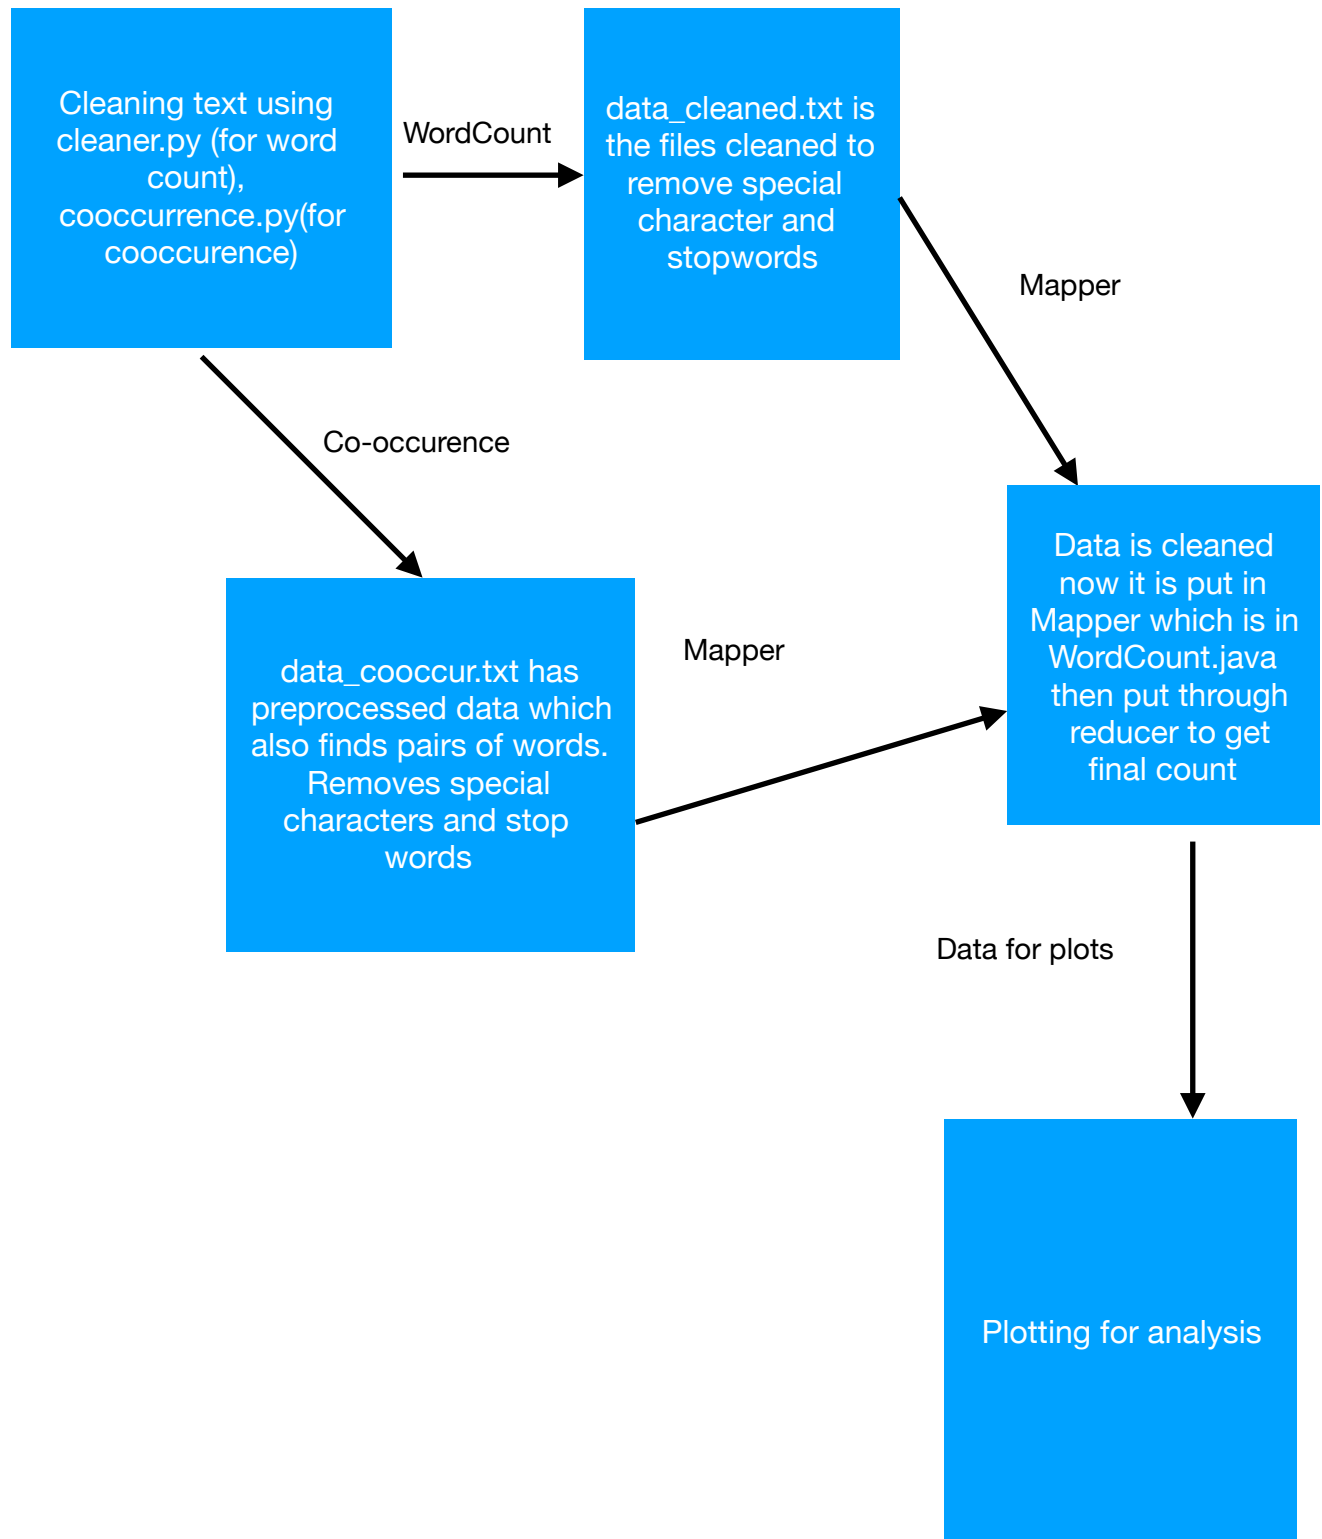 Cleaning text using
cleaner.py (for word
count),
cooccurrence.py(for
cooccurence)
WordCount
data_cleaned.txt is
the files cleaned to
remove special
character and
stopwords
Mapper
Co-occurence
data_cooccur.txt has
preprocessed data which
also finds pairs of words.
Removes special
characters and stop
words
Mapper
Data is cleaned
now it is put in
Mapper which is in
WordCount.java
then put through
reducer to get
final count
Data for plots
Plotting for analysis